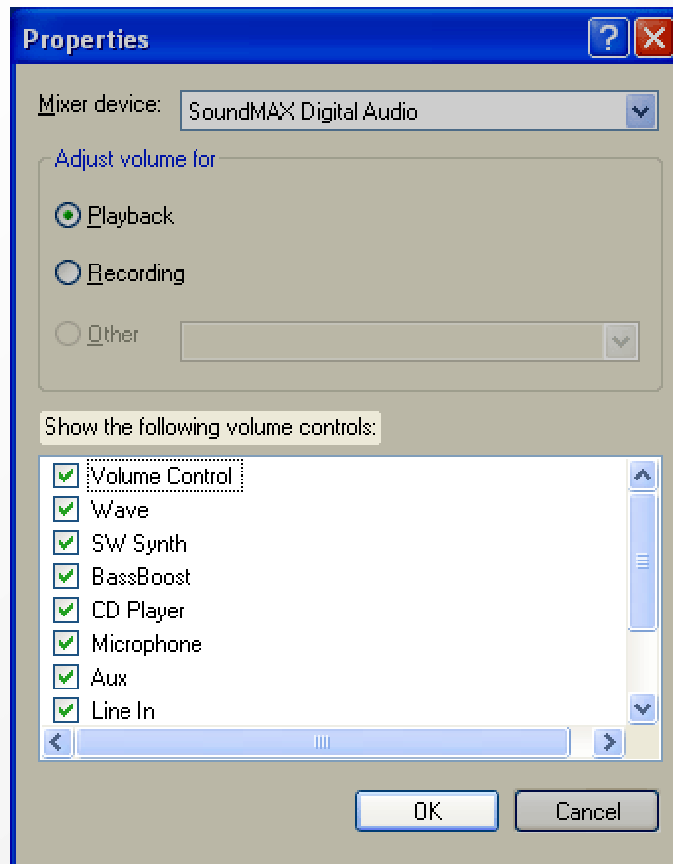 Properties
Mixer device: SoundMAX Digital Audio
Adjust volume for
Playback
Recording
Other
Show the following volume controls:
Volume Control
Wave
SW Synth
BassBoost
CD Player
Microphone
Aux
Line In
OK Cancel